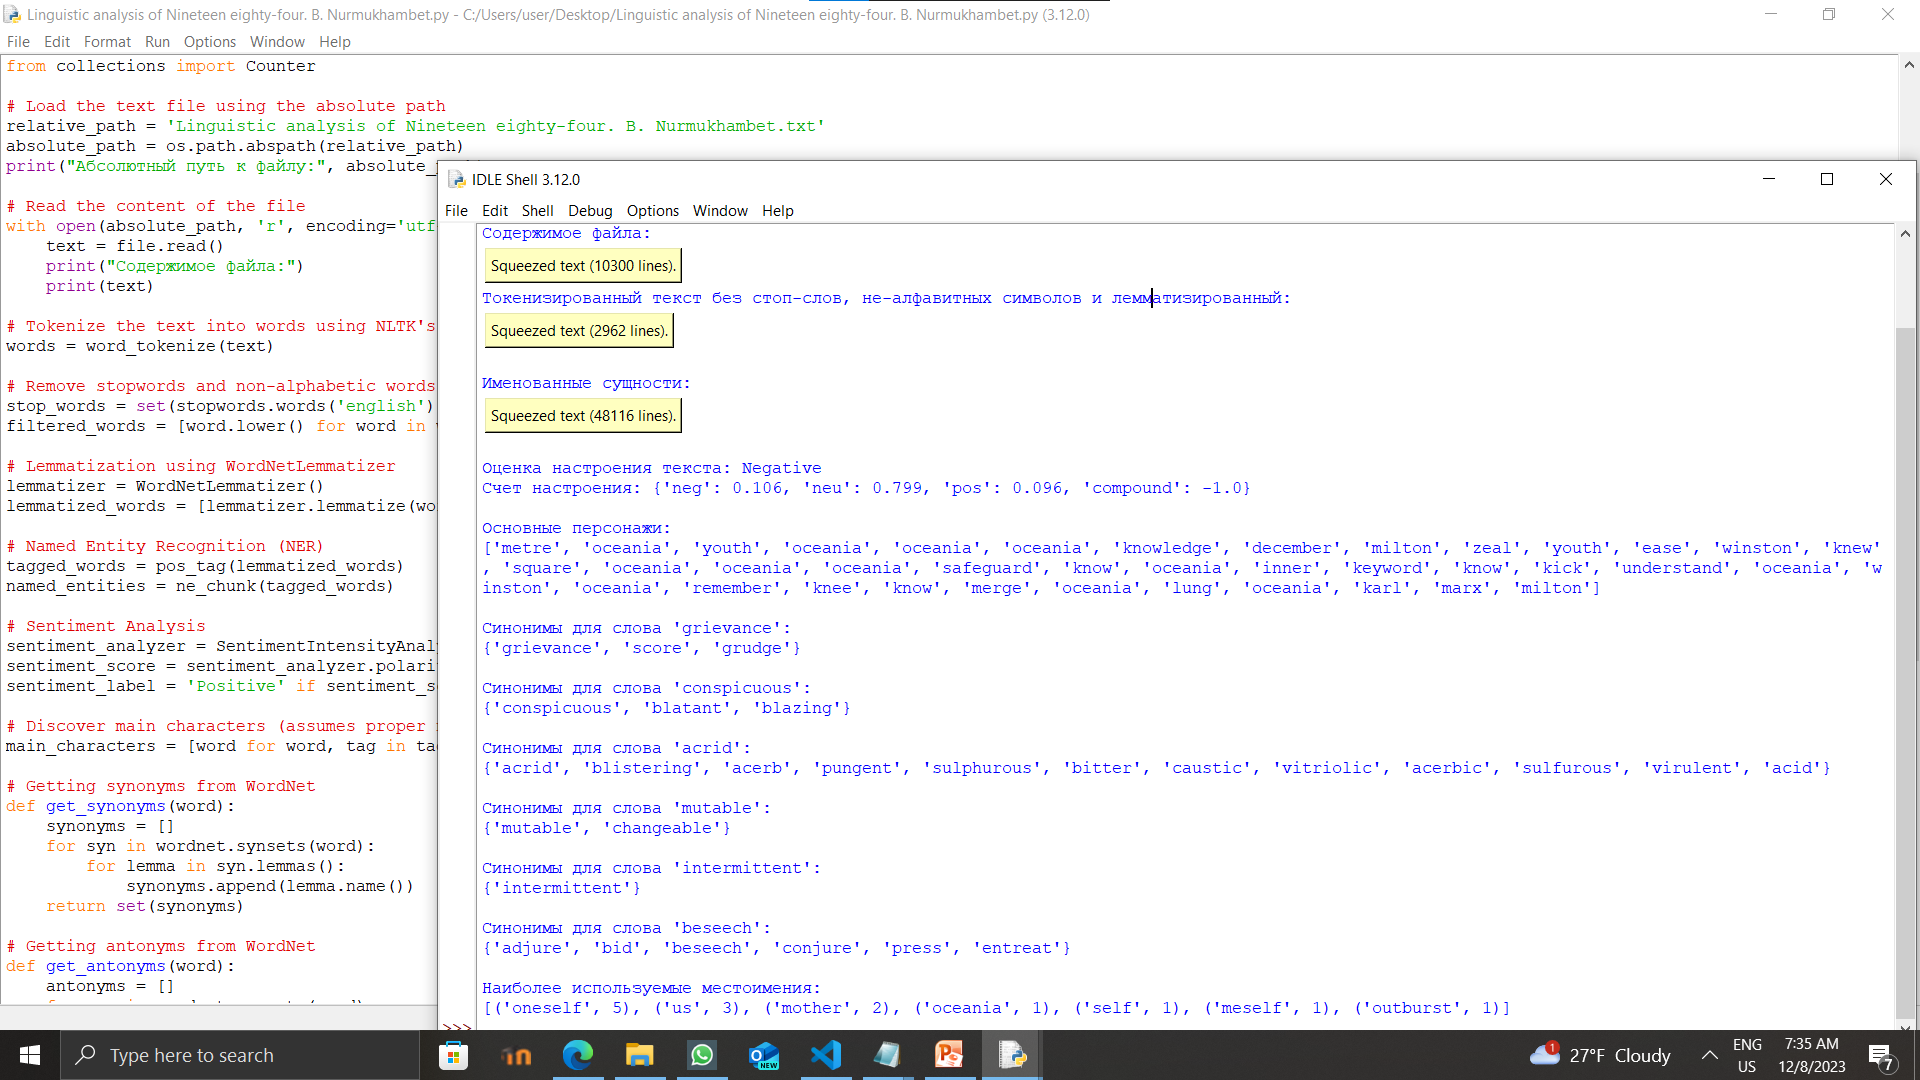 Linguistic analysis of Nineteen eighty-four. B. Nurmukhambet.py - C:/Users/user/Desktop/Linguistic analysis of Nineteen eighty-four. B. Nurmukhambet.py (3.12.0)
File Edit Format Run Options Window Help
from collections import Counter
# Load the text file using the absolute path
relative_path = 'Linguistic analysis of Nineteen eighty-four. B. Nurmukhambet.txt'
absolute_path = os.path.abspath(relative_path)
print("Абсолютный путь к файлу:", absolute_
# Read the content of the file
with open(absolute_path, 'r', encoding='utf
text = file.read()
print("Содержимое файла:")
print(text)
# Tokenize the text into words using NLTK's
words = word_tokenize(text)
# Remove stopwords and non-alphabetic words
stop_words = set(stopwords.words('english')
filtered_words = [word.lower() for word in
# Lemmatization using WordNetLemmatizer
lemmatizer = WordNetLemmatizer()
lemmatized_words = [lemmatizer.lemmatize(wo
# Named Entity Recognition (NER)
tagged_words = pos_tag(lemmatized_words)
named_entities = ne_chunk(tagged_words)
# Sentiment Analysis
sentiment_analyzer = SentimentIntensityAnal
sentiment_score = sentiment_analyzer.polari
sentiment_label = 'Positive' if sentiment_s
# Discover main characters (assumes proper
main_characters = [word for word, tag in ta
# Getting synonyms from WordNet
def get_synonyms(word):
synonyms = []
for syn in wordnet.synsets(word):
for lemma in syn.lemmas():
synonyms.append(lemma.name())
return set(synonyms)
# Getting antonyms from WordNet
def get_antonyms(word):
antonyms = []
IDLE Shell 3.12.0
File Edit Shell Debug Options Window Help
Содержимое файла:
Squeezed text (10300 lines).
Токенизированный текст без стоп-слов, не-алфавитных символов и лемматизированный:
Squeezed text (2962 lines).
Именованные сущности:
Squeezed text (48116 lines).
Оценка настроения текста: Negative
Счет настроения: {'neg': 0.106, 'neu': 0.799, 'pos': 0.096, 'compound': -1.0}
Основные персонажи:
['metre', 'oceania', 'youth', 'oceania', 'oceania', 'oceania', 'knowledge', 'december', 'milton', 'zeal', 'youth', 'ease', 'winston', 'knew'
, 'square', 'oceania', 'oceania', 'oceania', 'safeguard', 'know', 'oceania', 'inner', 'keyword', 'know', 'kick', 'understand', 'oceania', 'w
inston', 'oceania', 'remember', 'knee', 'know', 'merge', 'oceania', 'lung', 'oceania', 'karl', 'marx', 'milton']
Синонимы для слова 'grievance':
{'grievance', 'score', 'grudge'}
Синонимы для слова 'conspicuous':
{'conspicuous', 'blatant', 'blazing'}
Синонимы для слова 'acrid':
{'acrid', 'blistering', 'acerb', 'pungent', 'sulphurous', 'bitter', 'caustic', 'vitriolic', 'acerbic', 'sulfurous', 'virulent', 'acid'}
Синонимы для слова 'mutable':
{'mutable', 'changeable'}
Синонимы для слова 'intermittent':
{'intermittent'}
Синонимы для слова 'beseech':
{'adjure', 'bid', 'beseech', 'conjure', 'press', 'entreat'}
Наиболее используемые местоимения:
[('oneself', 5), ('us', 3), ('mother', 2), ('oceania', 1), ('self', 1), ('meself', 1), ('outburst', 1)]
>>>
Type here to search
NEW
1
27°F Cloudy
ENG
US
7:35 AM
12/8/2023
7